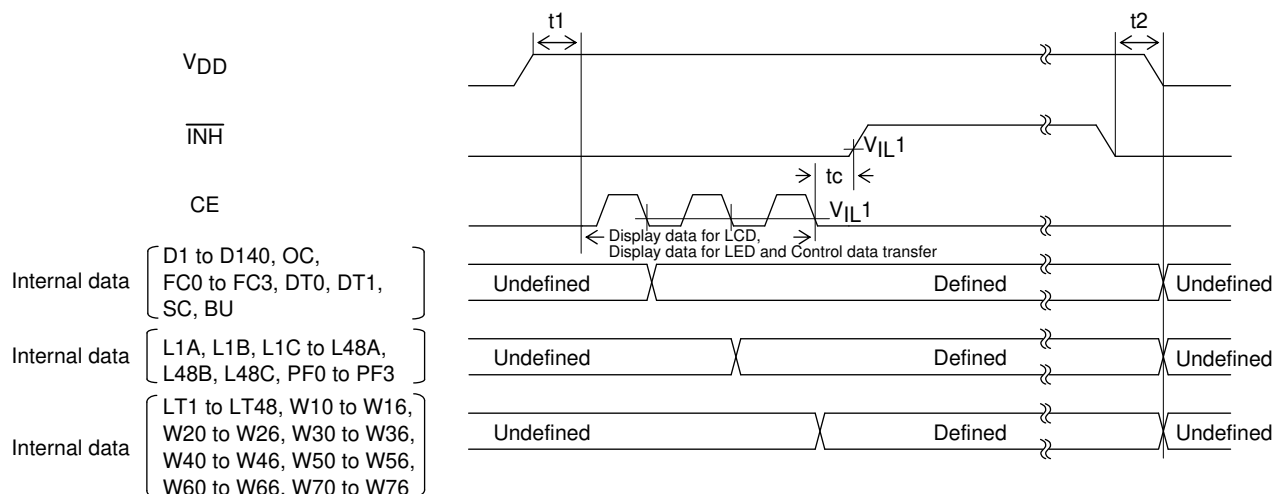 t1
t2
VDD
INH
VIL1
tc
CE
VIL1
Display data for LCD,
Display data for LED and Control data transfer
Internal data
D1 to D140, OC,
FC0 to FC3, DT0, DT1,
SC, BU
Undefined
Defined
Undefined
Internal data
L1A, L1B, L1C to L48A,
L48B, L48C, PF0 to PF3
Undefined
Defined
Undefined
Internal data
LT1 to LT48, W10 to W16,
W20 to W26, W30 to W36,
W40 to W46, W50 to W56,
W60 to W66, W70 to W76
Undefined
Defined
Undefined